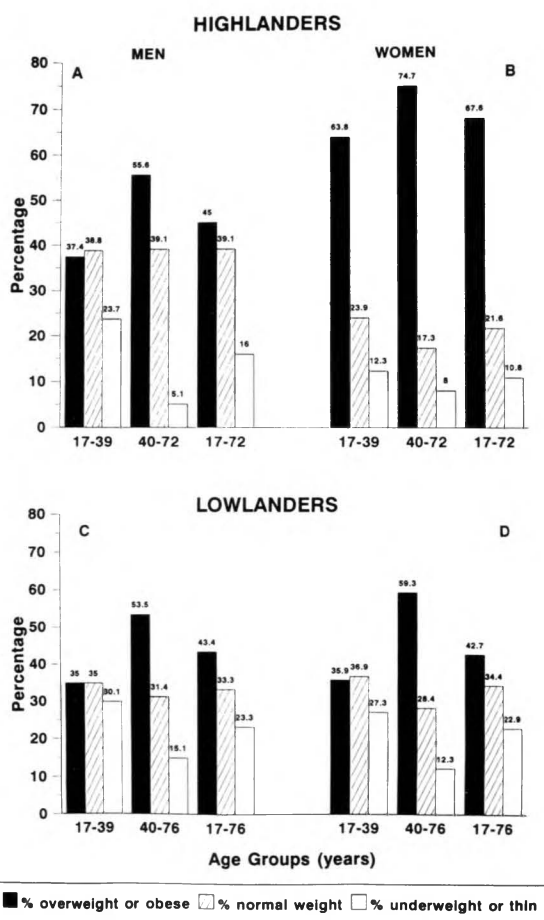 HIGHLANDERS
MEN WOMEN
A B
Percentage
80
70
60
50
40
30
20
10
0
37.4 38.8 23.7 55.6 39.1 5.1 45 39.1 16
63.8 23.9 12.3 74.7 17.3 8 67.6 21.6 10.8
17-39 40-72 17-72 17-39 40-72 17-72
LOWLANDERS
C D
Percentage
80
70
60
50
40
30
20
10
0
35 35 30.1 53.5 31.4 15.1 43.4 33.3 23.3
35.9 36.9 27.3 59.3 28.4 12.3 42.7 34.4 22.9
17-39 40-76 17-76 17-39 40-76 17-76
Age Groups (years)
% overweight or obese % normal weight % underweight or thin